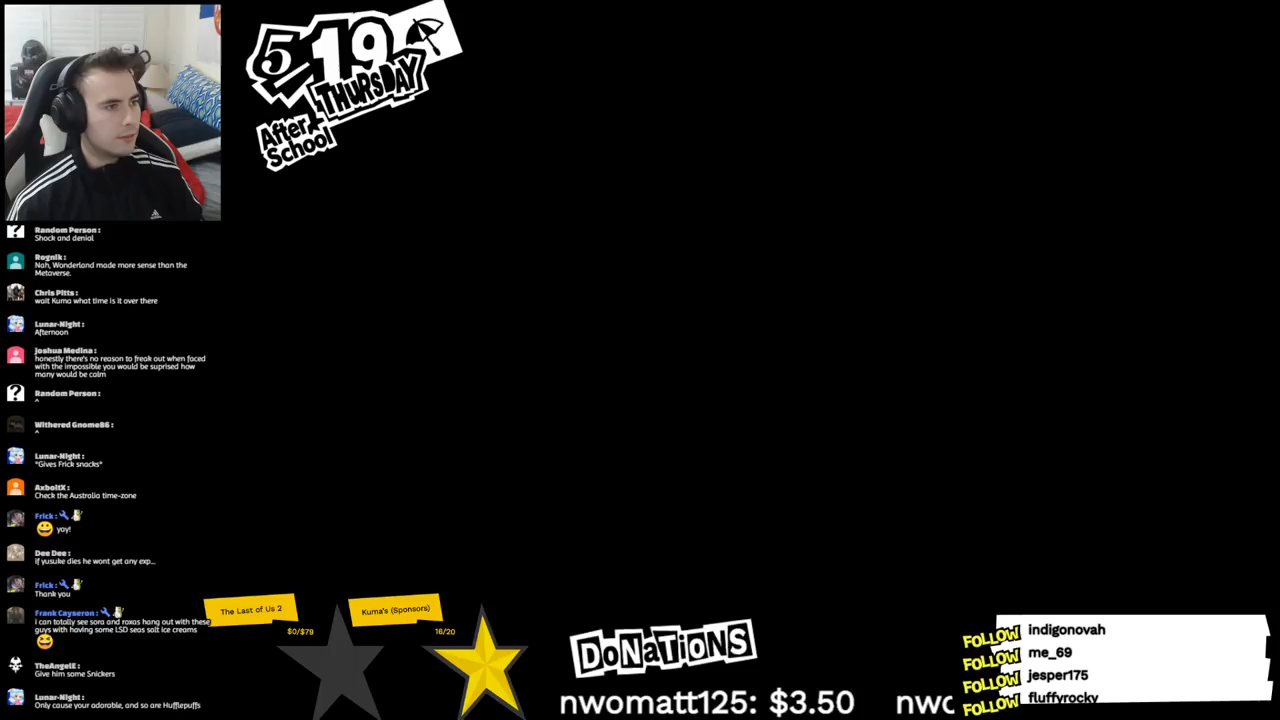 5/19
THURSDAY
After
School
Random Person :
Shock and denial
Rognik :
Nah, Wonderland made more sense than the
Metaverse.
Chris Pitts :
wait Kuma what time is it over there
Lunar-Night :
Afternoon
Joshua Medina :
honestly there's no reason to freak out when faced
with the impossible you would be suprised how
many would be calm
Random Person :
^
Withered Gnome86 :
^
Lunar-Night :
*Gives Frick snacks*
AxboltX :
Check the Australia time-zone
Frick :
yay!
Dee Dee :
If yusuke dies he wont get any exp...
Frick :
Thank you
Frank Cayseron :
i can totally see sora and roxas hang out with these
guys with having some LSD seas salt ice creams
TheAngelE :
Give him some Snickers
Lunar-Night :
Only cause your adorable, and so are Hufflepuffs
The Last of Us 2
$0/$79
Kuma's (Sponsors)
16/20
DoNaTiONS
nwomatt125: $3.50 nwo
FOLLOW indigonovah
FOLLOW me_69
FOLLOW jesper175
FOLLOW fluffyrocky